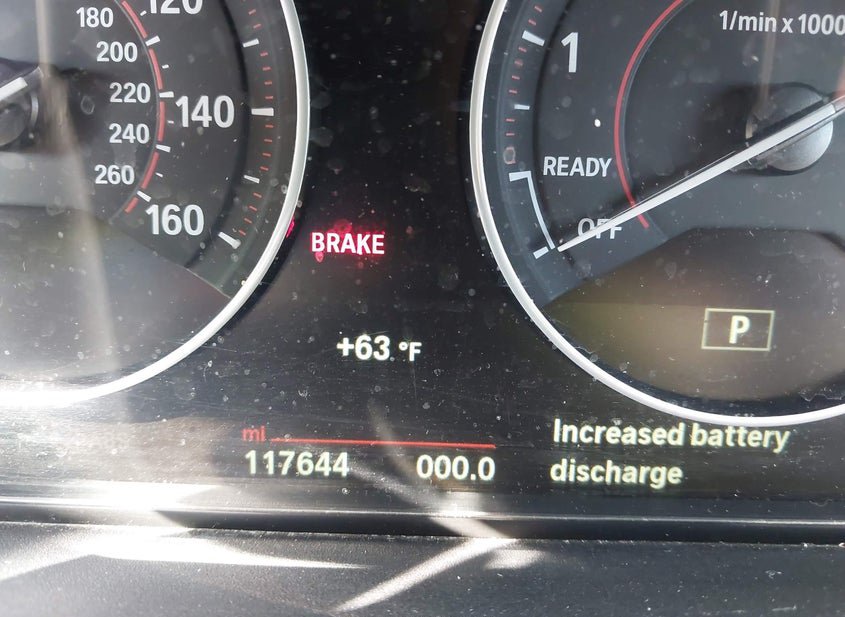 120
180
200
220
140
240
260
160
1/min x 1000
1
READY
OFF
BRAKE
P
+63 °F
mi
117644 000.0
Increased battery
discharge